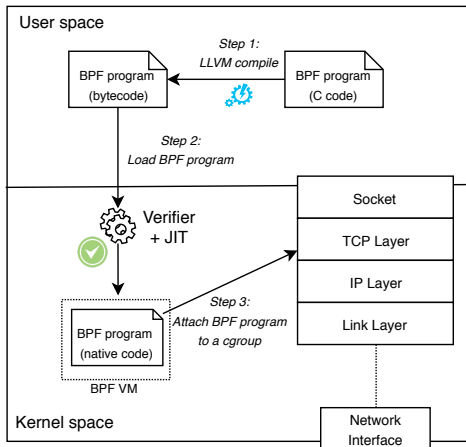 User space
Step 1:
LLVM compile
BPF program
(bytecode)
BPF program
(C code)
Step 2:
Load BPF program
Verifier
+ JIT
Socket
TCP Layer
IP Layer
Link Layer
Step 3:
Attach BPF program
to a cgroup
BPF program
(native code)
BPF VM
Kernel space
Network
Interface